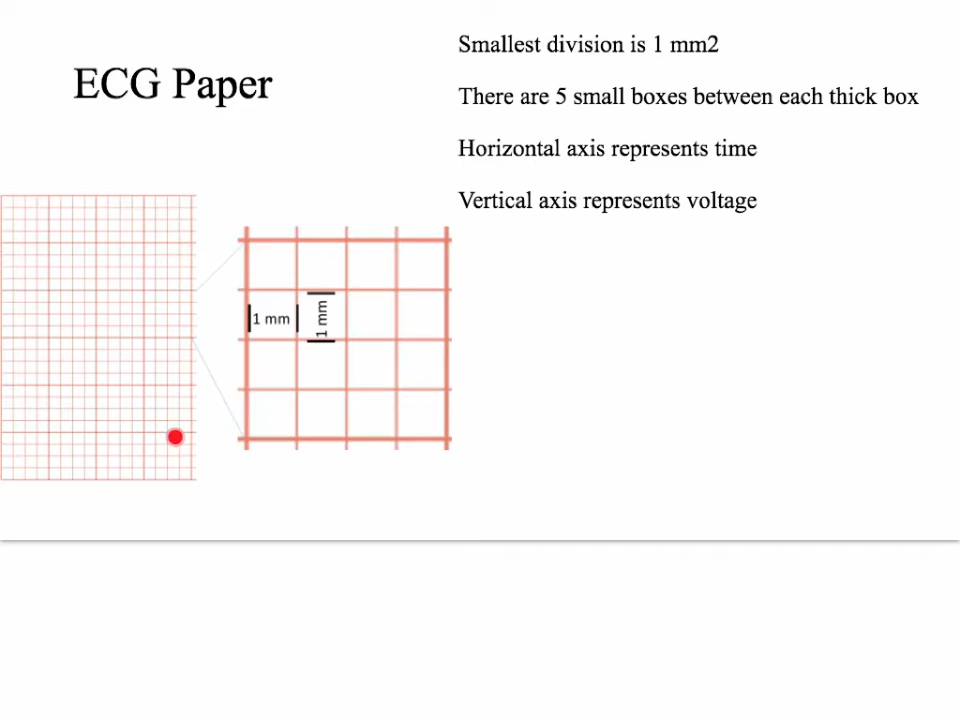 ECG Paper
Smallest division is 1 mm2
There are 5 small boxes between each thick box
Horizontal axis represents time
Vertical axis represents voltage
1 mm
1 mm